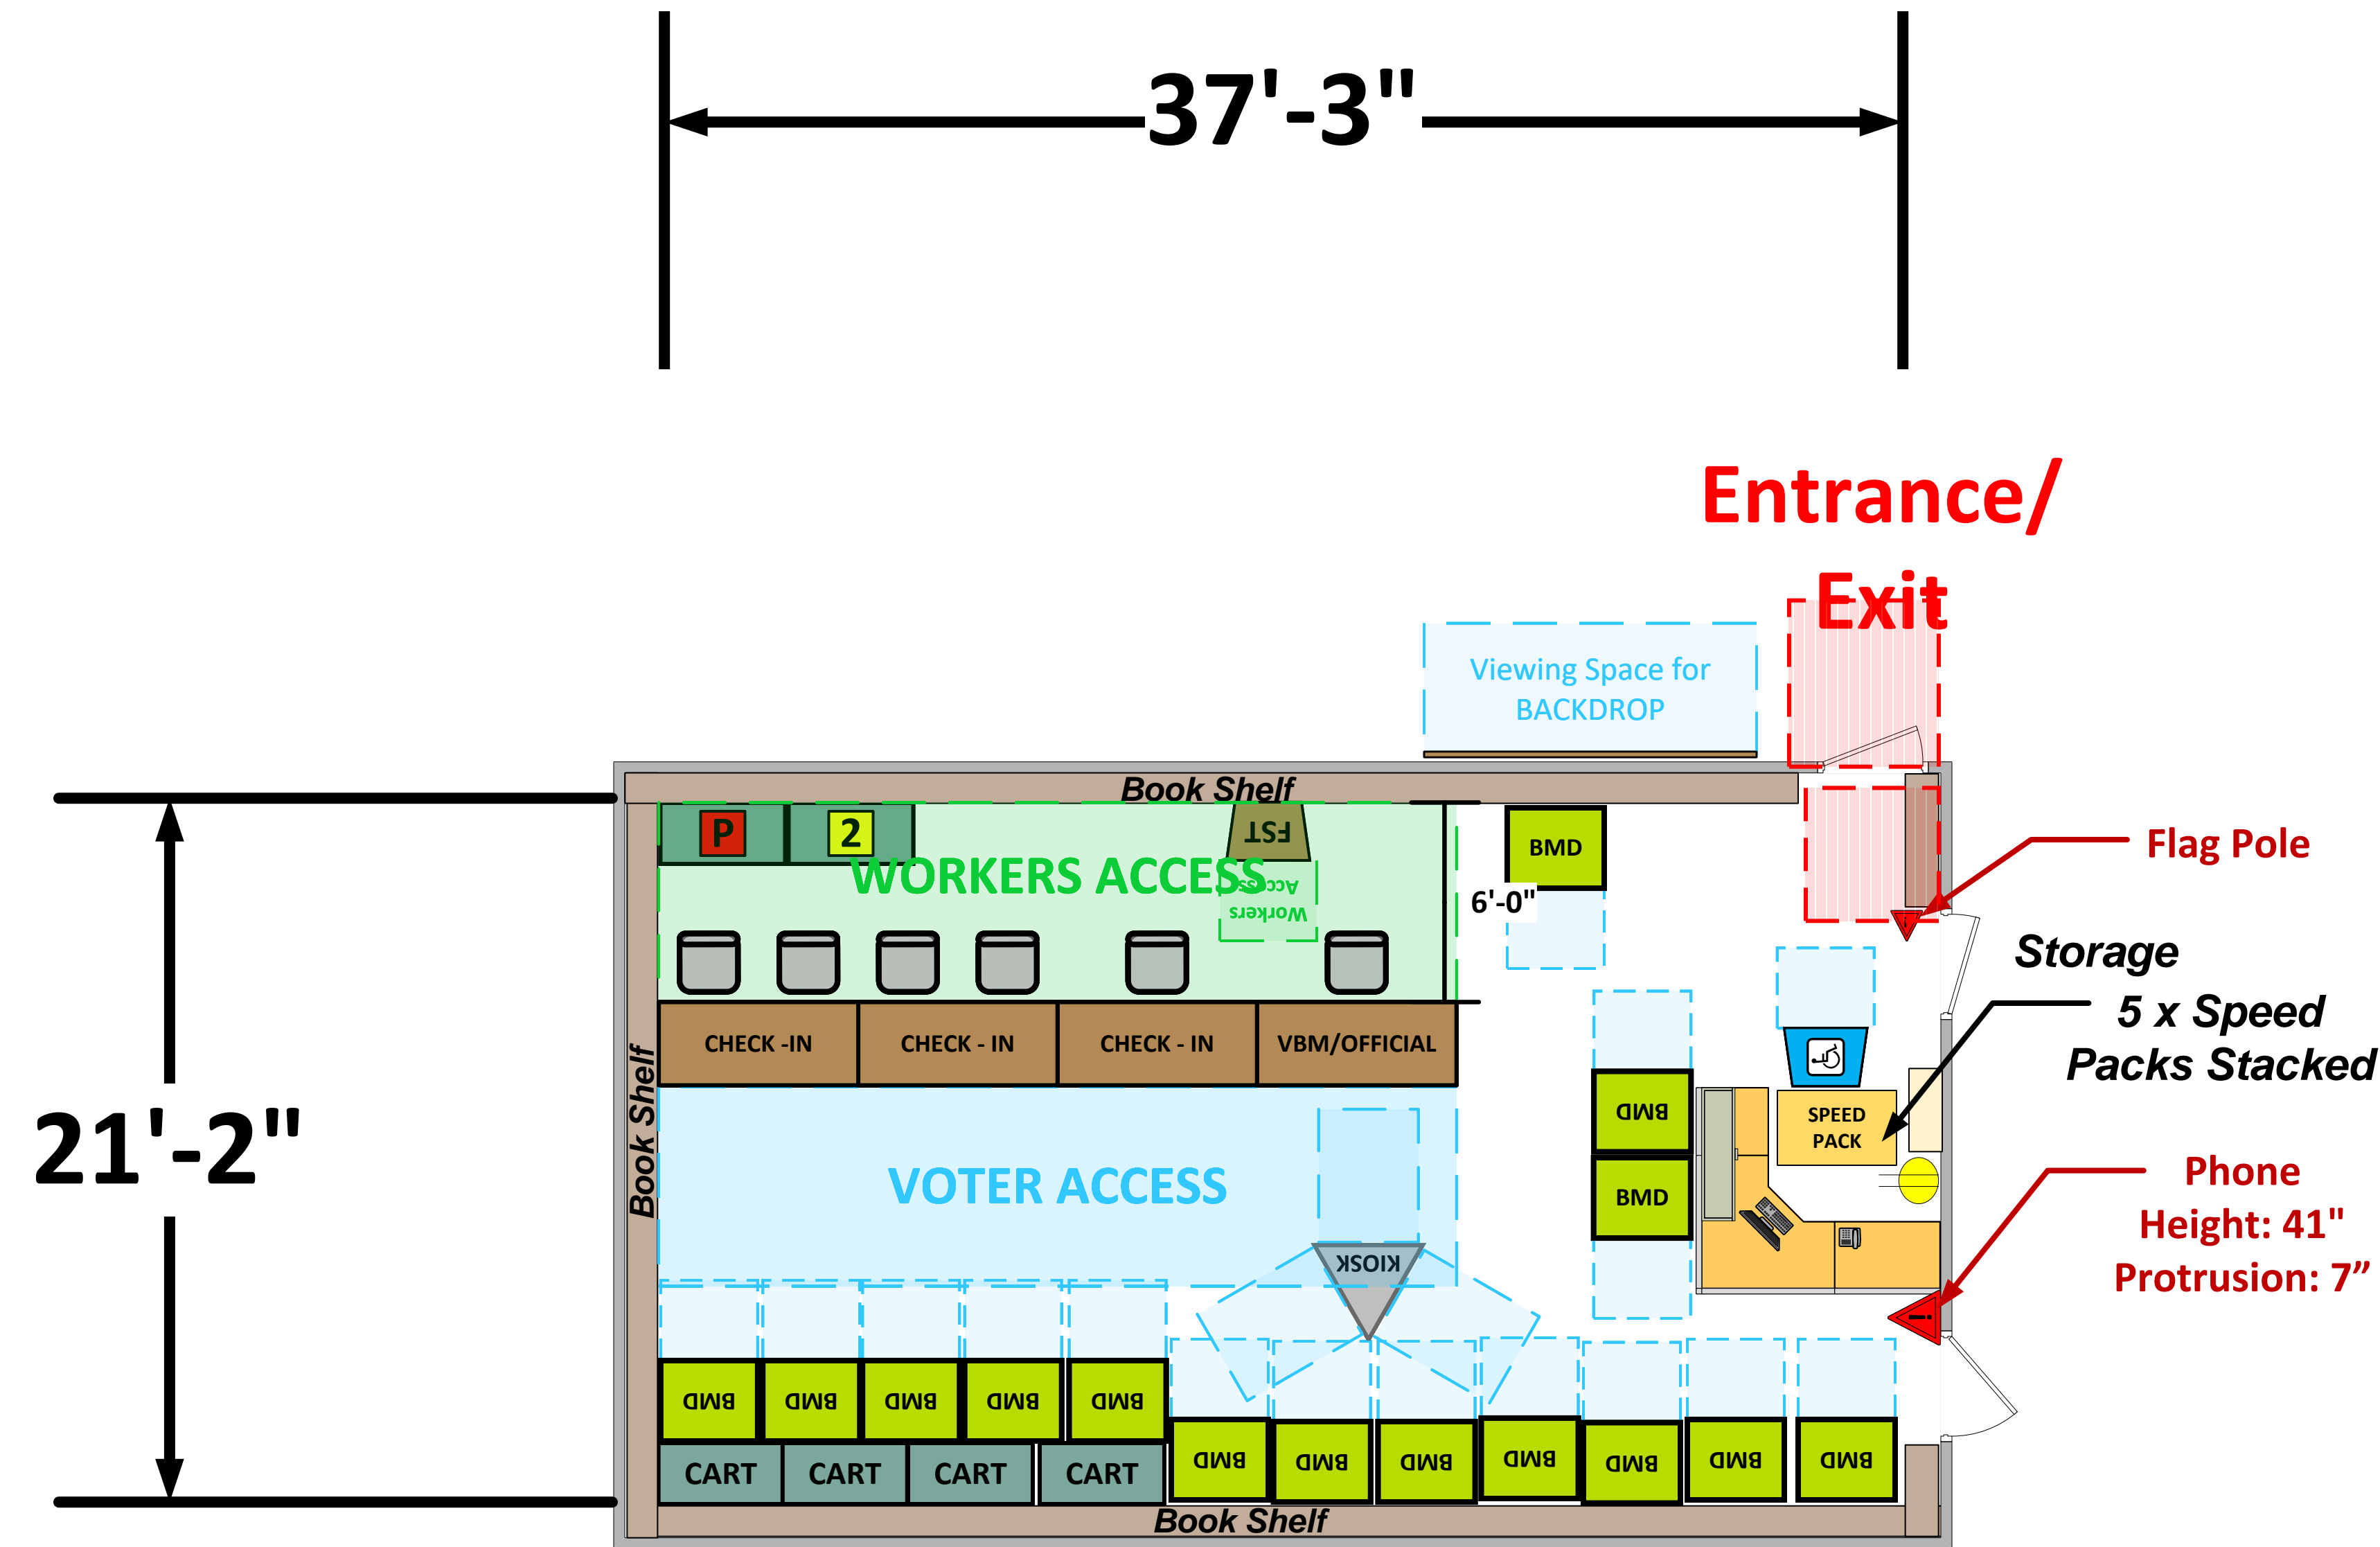 37'-3"
Entrance/
Exit
Viewing Space for
BACKDROP
Book Shelf
P
2
FST
WORKERS ACCESS
Workers
Access
BMD
6'-0"
Flag Pole
Storage
5 x Speed
Packs Stacked
CHECK -IN
CHECK - IN
CHECK - IN
VBM/OFFICIAL
Book Shelf
21'-2"
BMD
SPEED
PACK
VOTER ACCESS
BMD
Phone
Height: 41"
Protrusion: 7”
KIOSK
!
!
BMD
BMD
BMD
BMD
BMD
BMD
BMD
BMD
BMD
BMD
BMD
BMD
CART
CART
CART
CART
Book Shelf